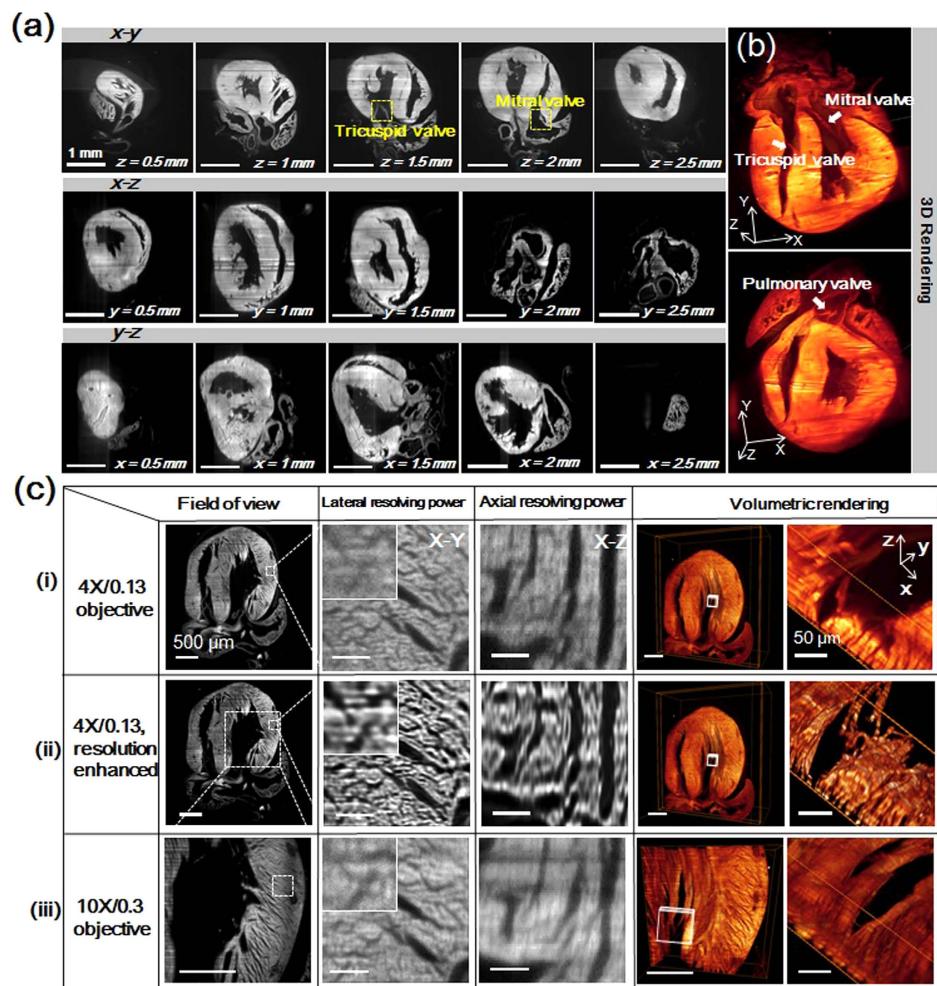 (a)
x-y
1 mm
z = 0.5 mm
z = 1 mm
Tricuspid valve
z = 1.5 mm
Mitral valve
z = 2 mm
z = 2.5 mm
x-z
y = 0.5 mm
y = 1 mm
y = 1.5 mm
y = 2 mm
y = 2.5 mm
y-z
x = 0.5 mm
x = 1 mm
x = 1.5 mm
x = 2 mm
x = 2.5 mm
(b)
Mitral valve
Tricuspid valve
Y
Z
X
Pulmonary valve
Y
Z
X
3D Rendering
(c)
Field of view
Lateral resolving power
Axial resolving power
Volumetric rendering
(i)
4X/0.13
objective
500 μm
X-Y
X-Z
z
y
x
50 μm
(ii)
4X/0.13,
resolution
enhanced
(iii)
10X/0.3
objective